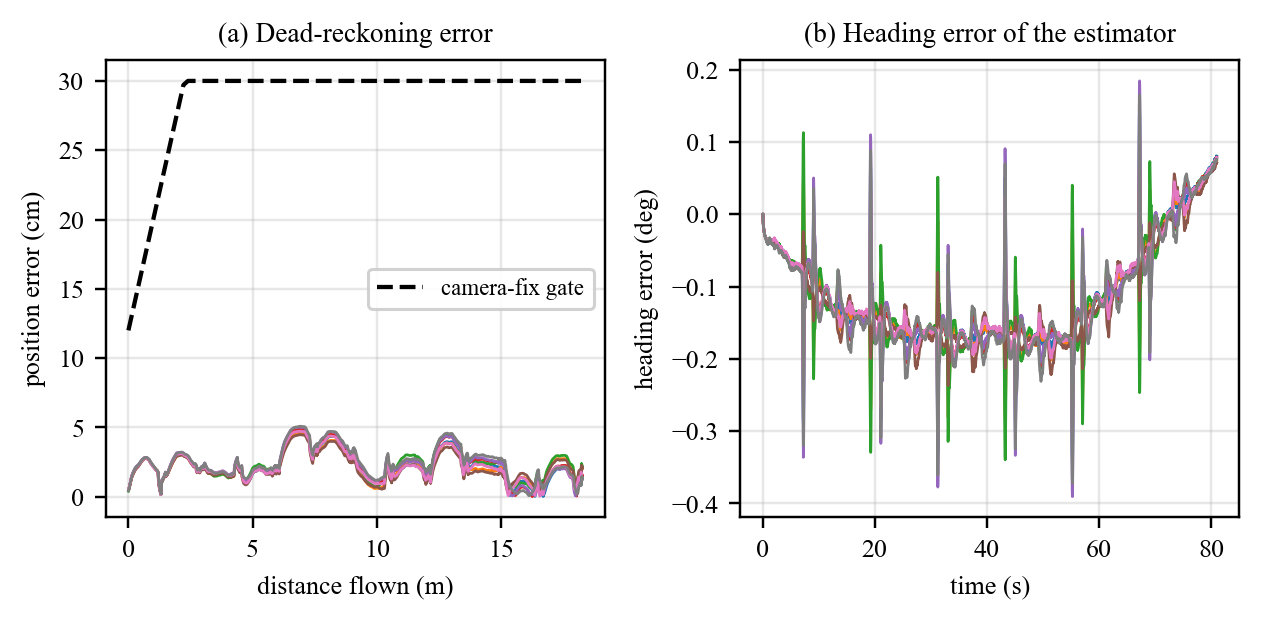 (a) Dead-reckoning error
position error (cm)
30
25
20
15
10
5
0
camera-fix gate
0 5 10 15
distance flown (m)
(b) Heading error of the estimator
heading error (deg)
0.2
0.1
0.0
−0.1
−0.2
−0.3
−0.4
0 20 40 60 80
time (s)